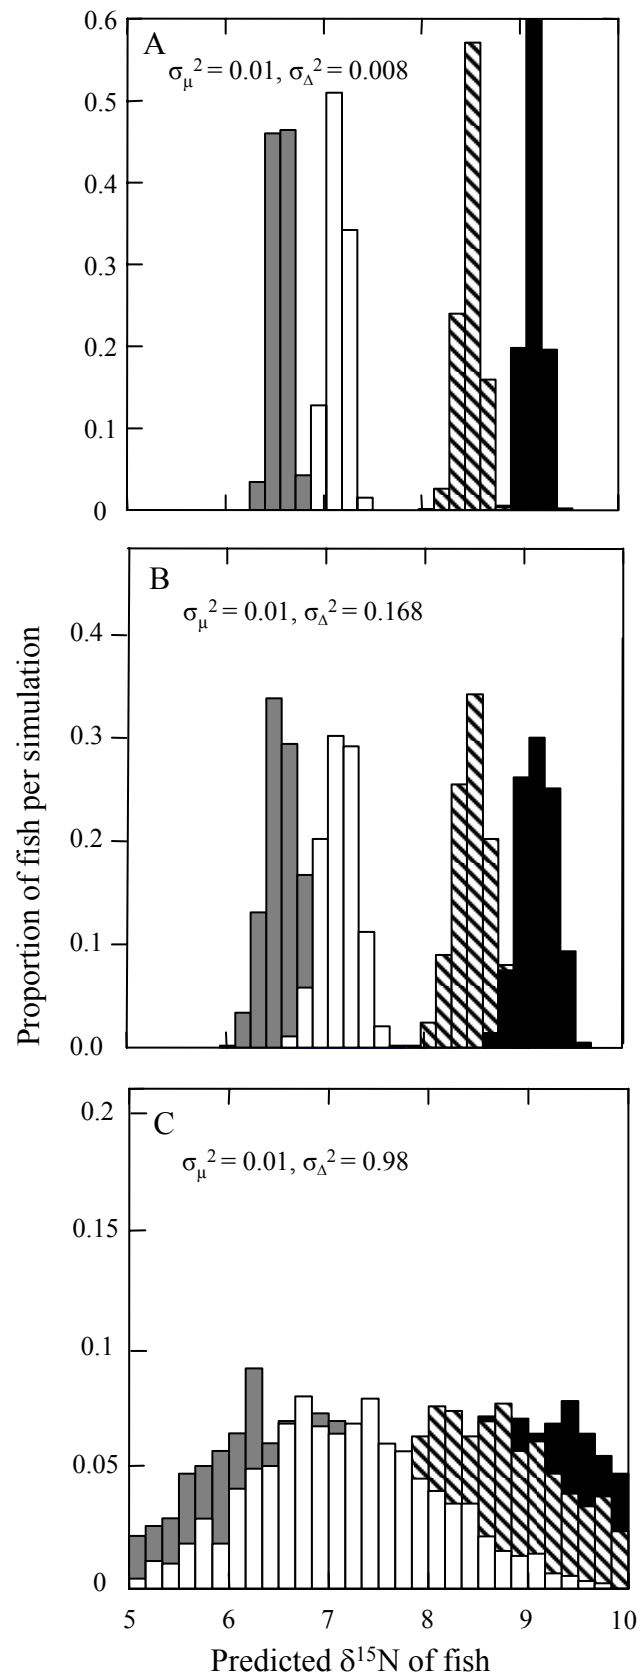 0.6
A
σμ² = 0.01, σΔ² = 0.008
0.5
0.4
0.3
0.2
0.1
0
B
σμ² = 0.01, σΔ² = 0.168
0.4
0.3
0.2
0.1
0.0
Proportion of fish per simulation
0.2
C
σμ² = 0.01, σΔ² = 0.98
0.15
0.1
0.05
0
5 6 7 8 9 10
Predicted δ¹⁵N of fish